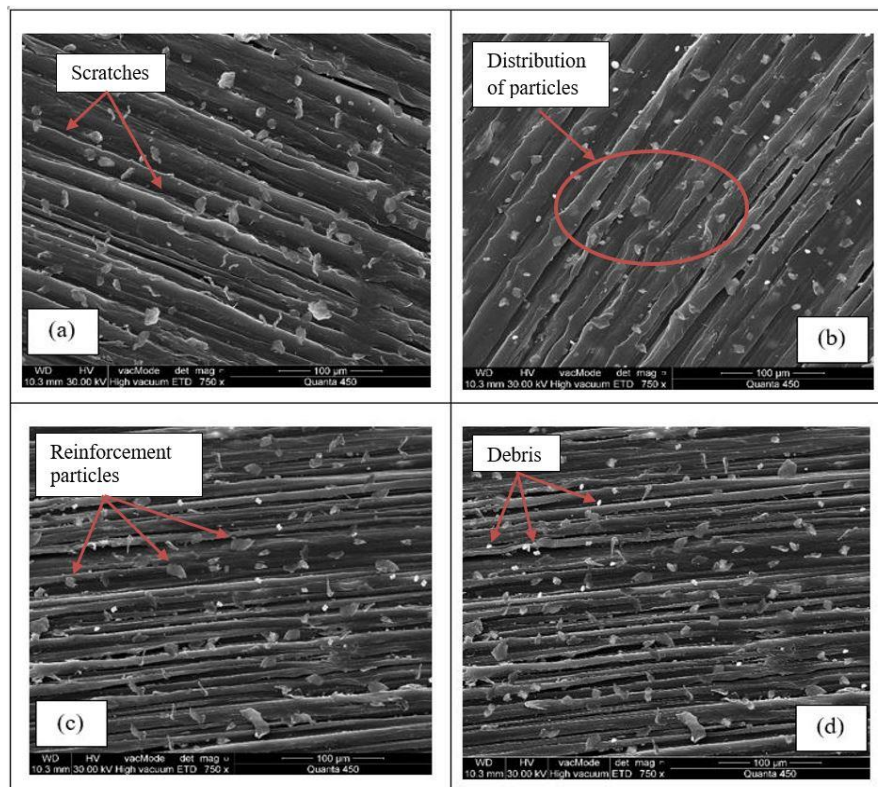 Scratches
(a)
WD HV vacMode det mag ¤ 100 µm
10.3 mm 30.00 kV High vacuum ETD 750 x Quanta 450
Distribution
of particles
(b)
WD HV vacMode det mag ¤ 100 µm
10.3 mm 30.00 kV High vacuum ETD 750 x Quanta 450
Reinforcement
particles
(c)
WD HV vacMode det mag ¤ 100 µm
10.3 mm 30.00 kV High vacuum ETD 750 x Quanta 450
Debris
(d)
WD HV vacMode det mag ¤ 100 µm
10.3 mm 30.00 kV High vacuum ETD 750 x Quanta 450